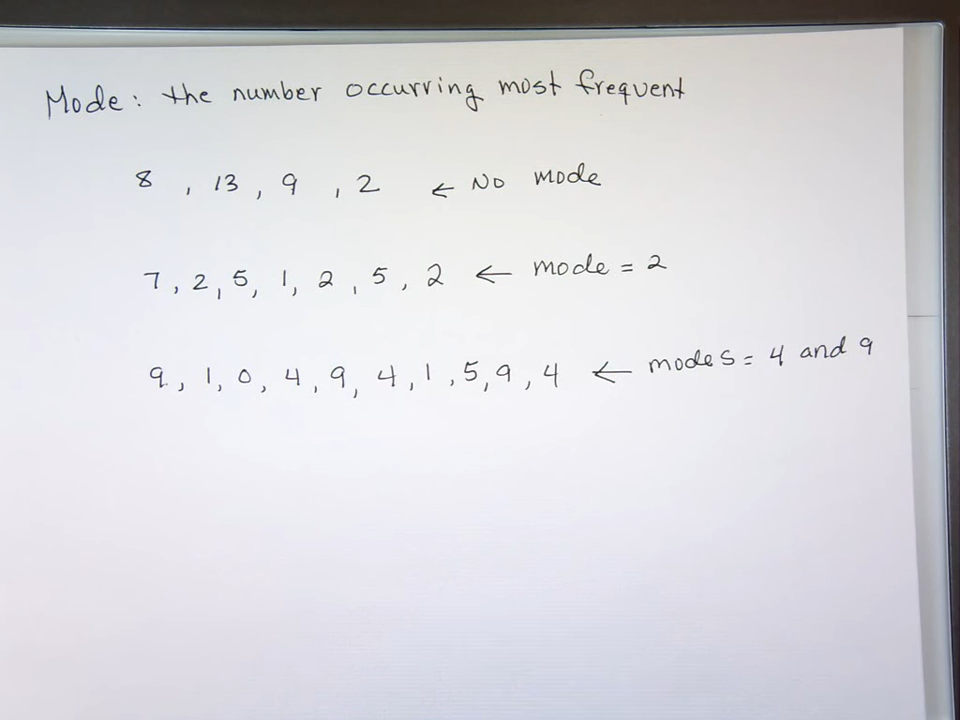 Mode: the number occurring most frequent
8, 13, 9, 2 ← No mode
7, 2, 5, 1, 2, 5, 2 ← mode = 2
9, 1, 0, 4, 9, 4, 1, 5, 9, 4 ← modes = 4 and 9